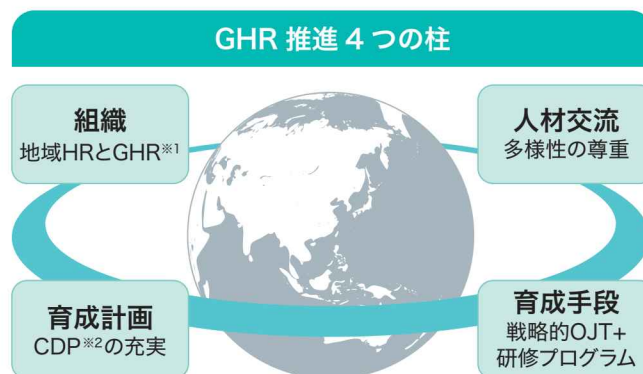 GHR 推進 4 つの柱
組織
地域HRとGHR※1
人材交流
多様性の尊重
育成計画
CDP※2の充実
育成手段
戦略的OJT+
研修プログラム